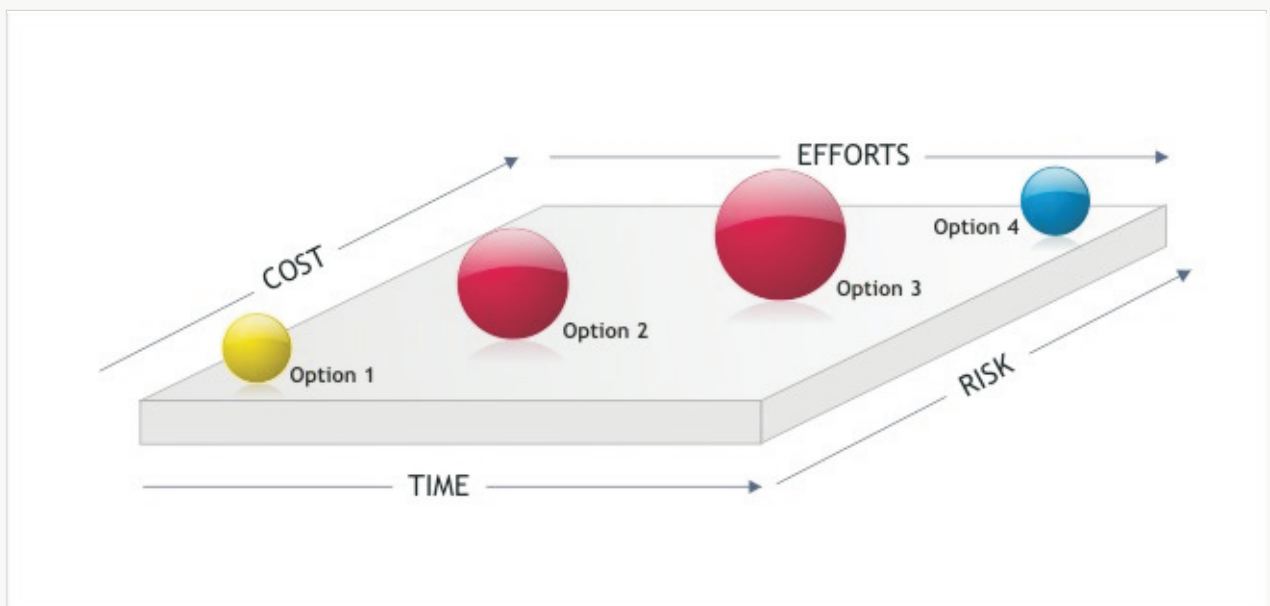 EFFORTS
COST
Option 4
Option 3
Option 2
Option 1
RISK
TIME